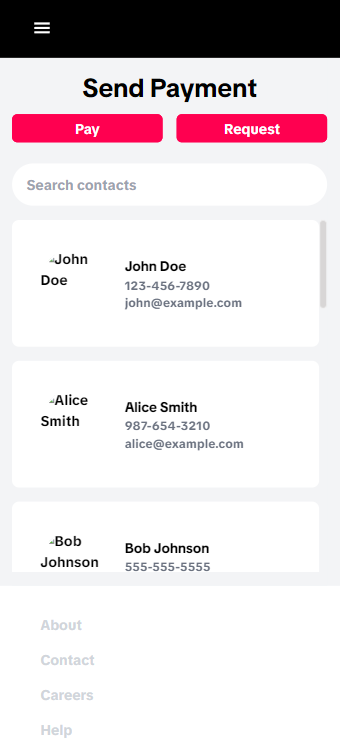 Send Payment
Pay
Request
Search contacts
John
Doe
John Doe
123-456-7890
john@example.com
Alice
Smith
Alice Smith
987-654-3210
alice@example.com
Bob
Johnson
Bob Johnson
555-555-5555
About
Contact
Careers
Help